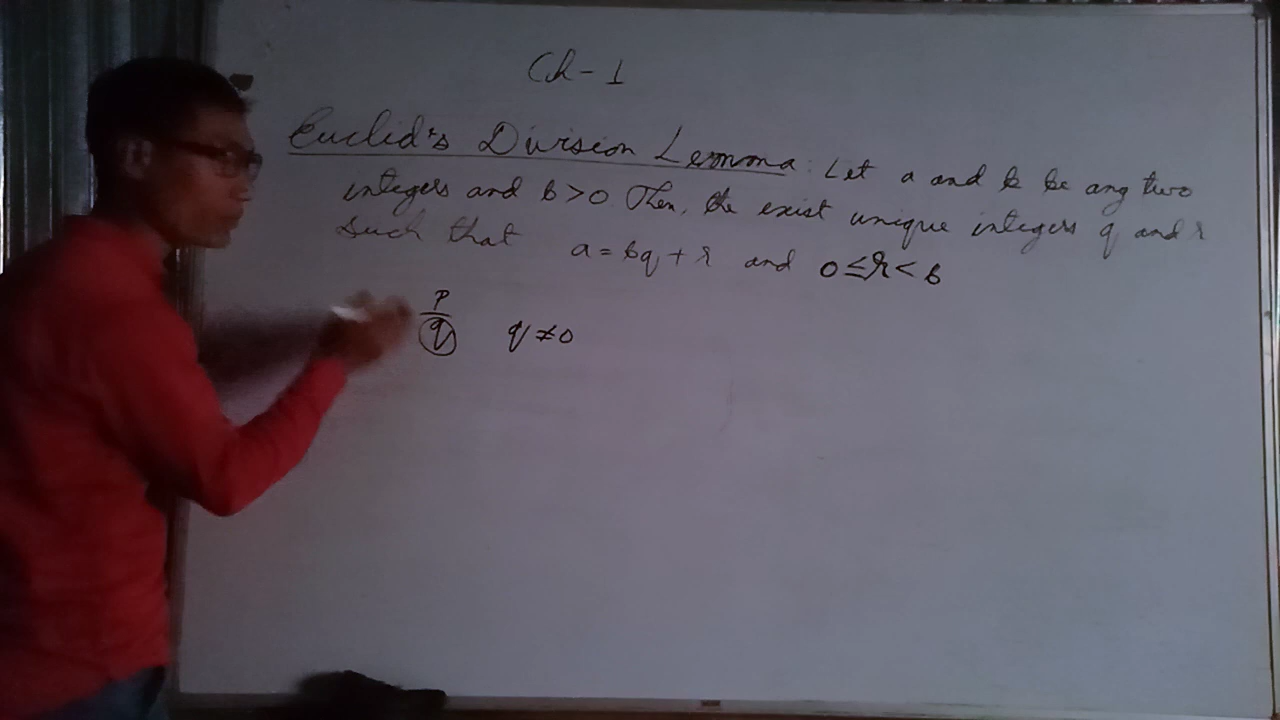 Ch-1
Euclid's Division Lemma: Let a and b be any two
integers and b>0. Then, the exist unique integers q and r
such that a=bq+r and 0≤r<b
p
q q≠0